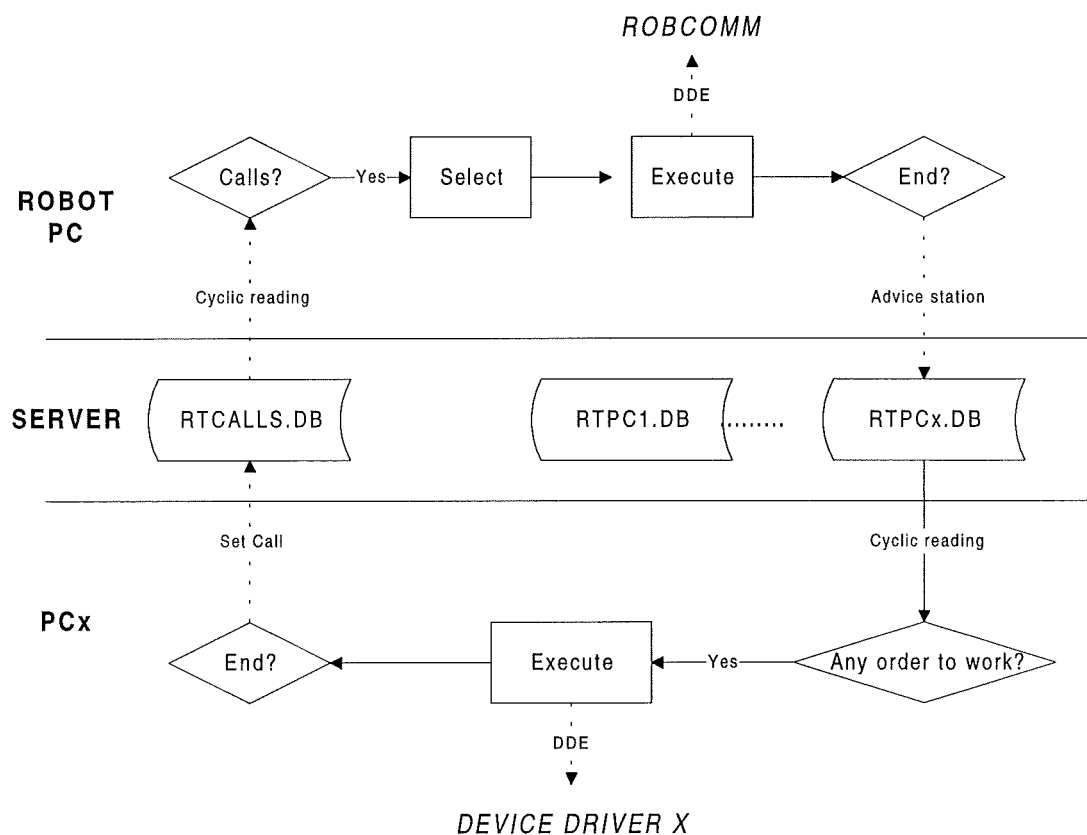 ROBCOMM
DDE
Calls?
Yes
Select
Execute
End?
ROBOT
PC
Cyclic reading
Advice station
SERVER
RTCALLS.DB
RTPC1.DB
.........
RTPCx.DB
Set Call
Cyclic reading
PCx
End?
Execute
Yes
Any order to work?
DDE
DEVICE DRIVER X